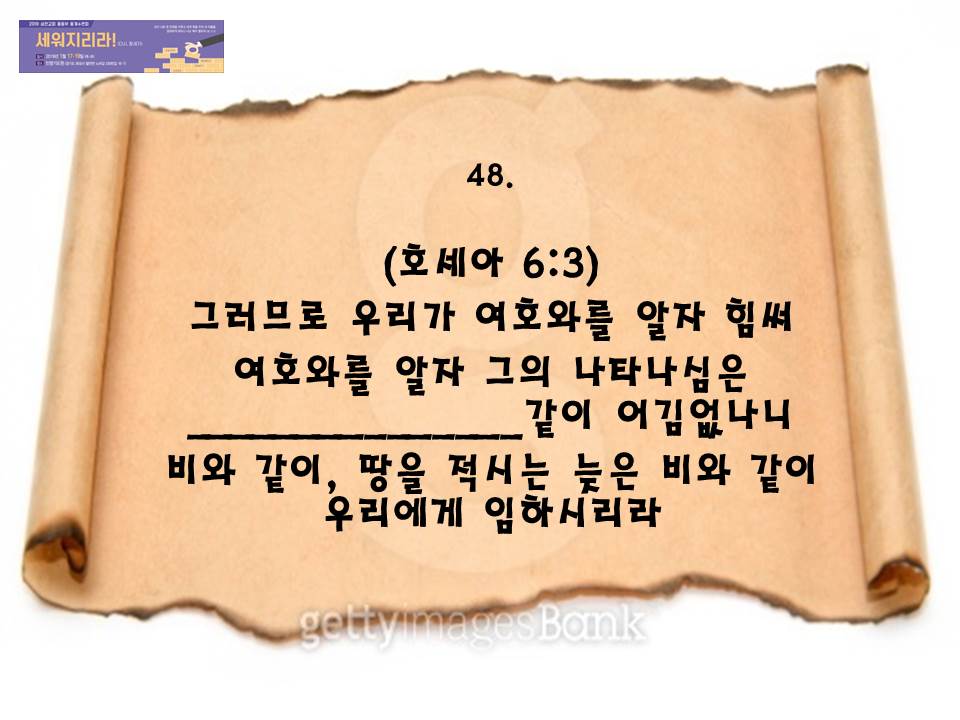 세워지리라!
48.
(호세아 6:3)
그러므로 우리가 여호와를 알자 힘써
여호와를 알자 그의 나타나심은
_______________같이 어김없나니
비와 같이, 땅을 적시는 늦은 비와 같이
우리에게 임하시리라
gettyimagesBank